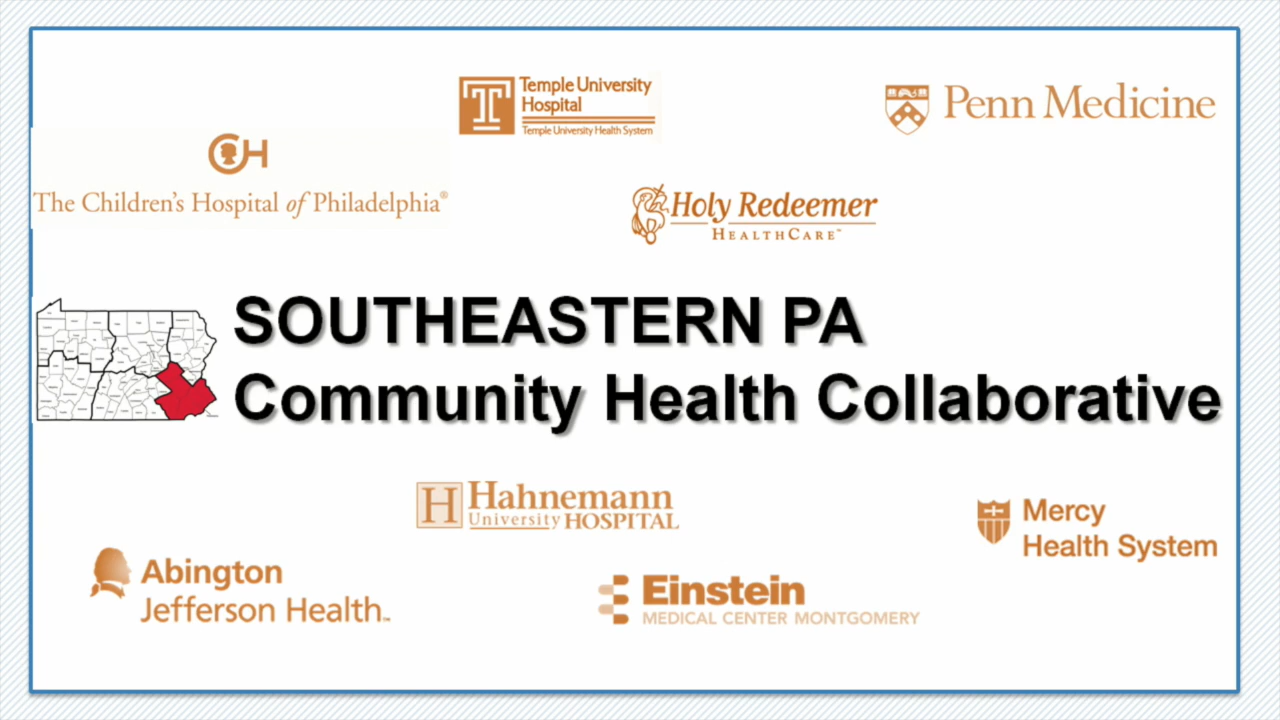 Temple University
Hospital
Temple University Health System
Penn Medicine
CH
The Children's Hospital of Philadelphia®
Holy Redeemer
HEALTHCARE™
SOUTHEASTERN PA
Community Health Collaborative
H Hahnemann
University HOSPITAL
Mercy
Health System
Abington
Jefferson Health™
Einstein
MEDICAL CENTER MONTGOMERY